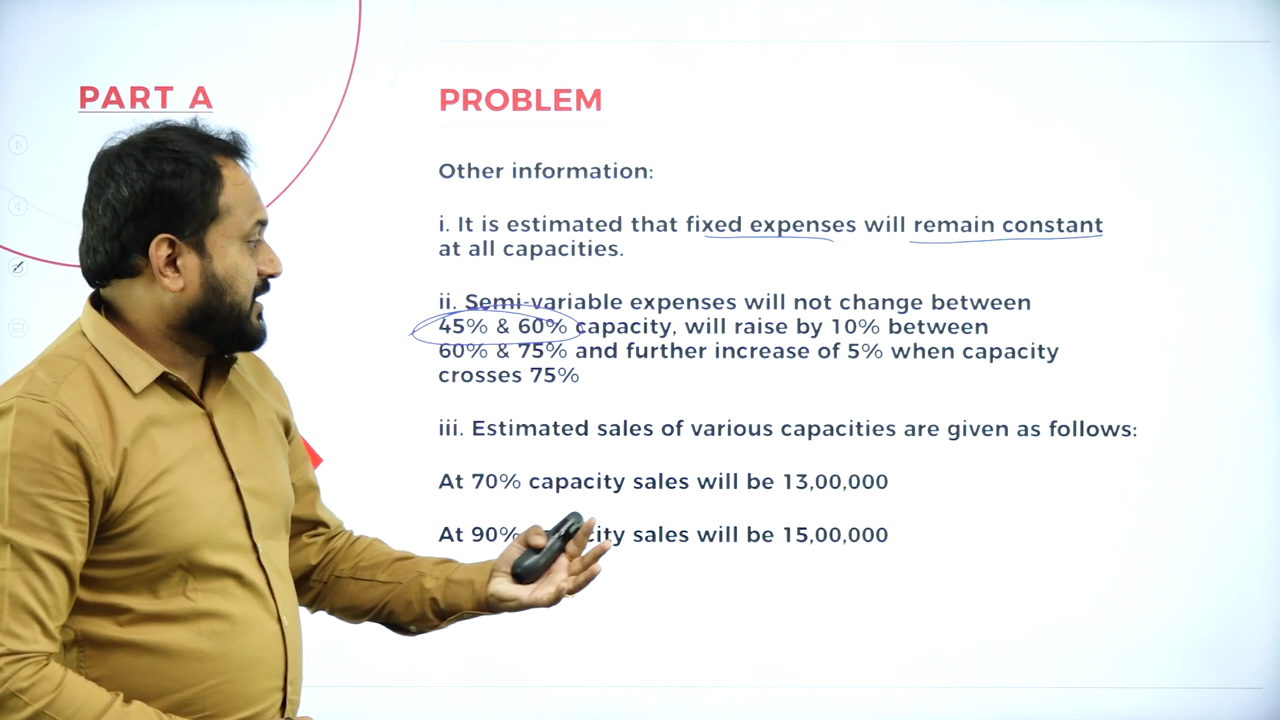 PART A
PROBLEM
Other information:
i. It is estimated that fixed expenses will remain constant
at all capacities.
ii. Semi-variable expenses will not change between
45% & 60% capacity, will raise by 10% between
60% & 75% and further increase of 5% when capacity
crosses 75%
iii. Estimated sales of various capacities are given as follows:
At 70% capacity sales will be 13,00,000
At 90% sales will be 15,00,000